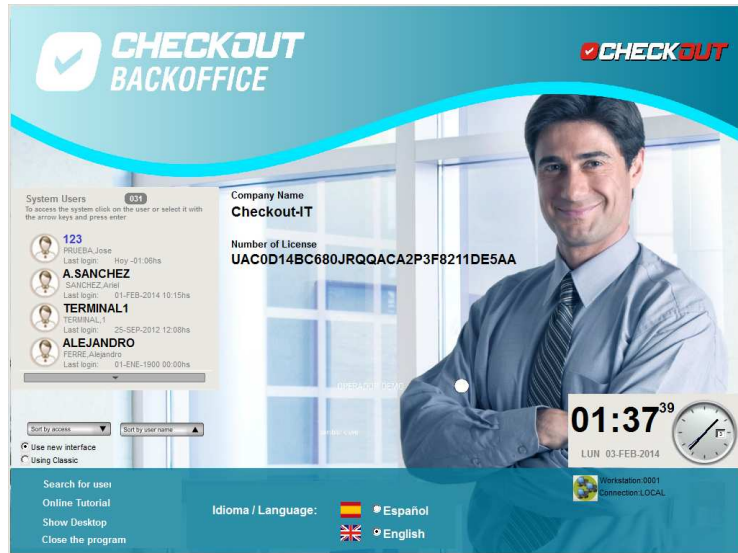 CHECKOUT
BACKOFFICE
CHECKOUT
System Users 031
To access the system click on the user or select it with
the arrow keys and press enter
123
PRUEBA,Jose
Last login: Hoy -01:06hs
A.SANCHEZ
SANCHEZ,Ariel
Last login: 01-FEB-2014 10:15hs
TERMINAL1
TERMINAL,1
Last login: 25-SEP-2012 12:08hs
ALEJANDRO
FERRE,Alejandro
Last login: 01-ENE-1900 00:00hs
Company Name
Checkout-IT
Number of License
UAC0D14BC680JRQQACA2P3F8211DE5AA
OPERADOR DEMO
Sort by access
Sort by user name
Use new interface
Using Classic
01:37 39
LUN 03-FEB-2014
Search for user
Online Tutorial
Show Desktop
Close the program
Idioma / Language:
Español
English
Workstation:0001
Connection:LOCAL